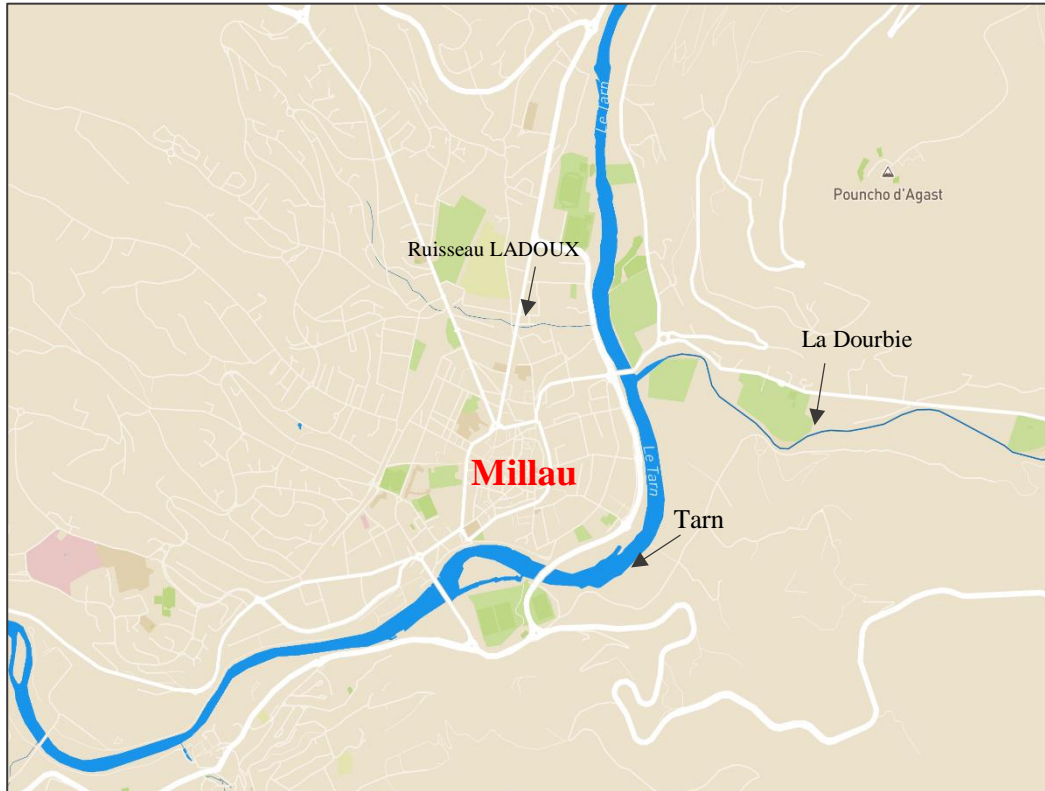 Le Tarn
Pouncho d'Agast
Ruisseau LADOUX
La Dourbie
Millau
Le Tarn
Tarn